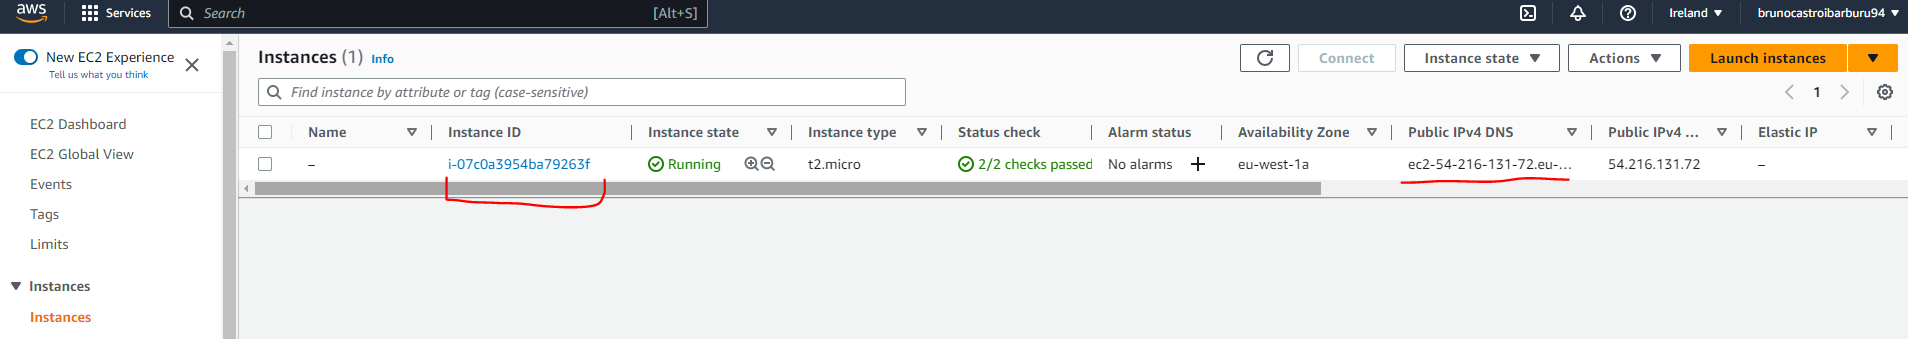 aws Services Search [Alt+S] Ireland brunocastroibarburu94
New EC2 Experience
Tell us what you think
EC2 Dashboard
EC2 Global View
Events
Tags
Limits
Instances
Instances
Instances (1) Info Connect Instance state Actions Launch instances
Find instance by attribute or tag (case-sensitive) 1
Name Instance ID Instance state Instance type Status check Alarm status Availability Zone Public IPv4 DNS Public IPv4 ... Elastic IP
– i-07c0a3954ba79263f Running t2.micro 2/2 checks passed No alarms + eu-west-1a ec2-54-216-131-72.eu-... 54.216.131.72 –